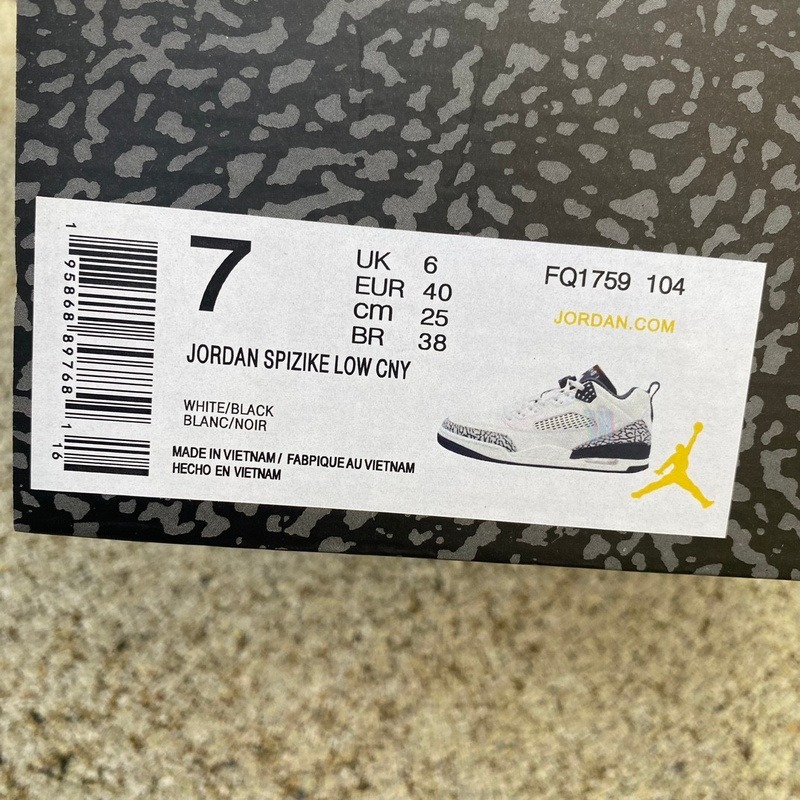 7
UK 6
EUR 40
cm 25
BR 38
FQ1759 104
JORDAN.COM
JORDAN SPIZIKE LOW CNY
WHITE/BLACK
BLANC/NOIR
MADE IN VIETNAM / FABPIQUE AU VIETNAM
HECHO EN VIETNAM
1 95868 89768 1
16